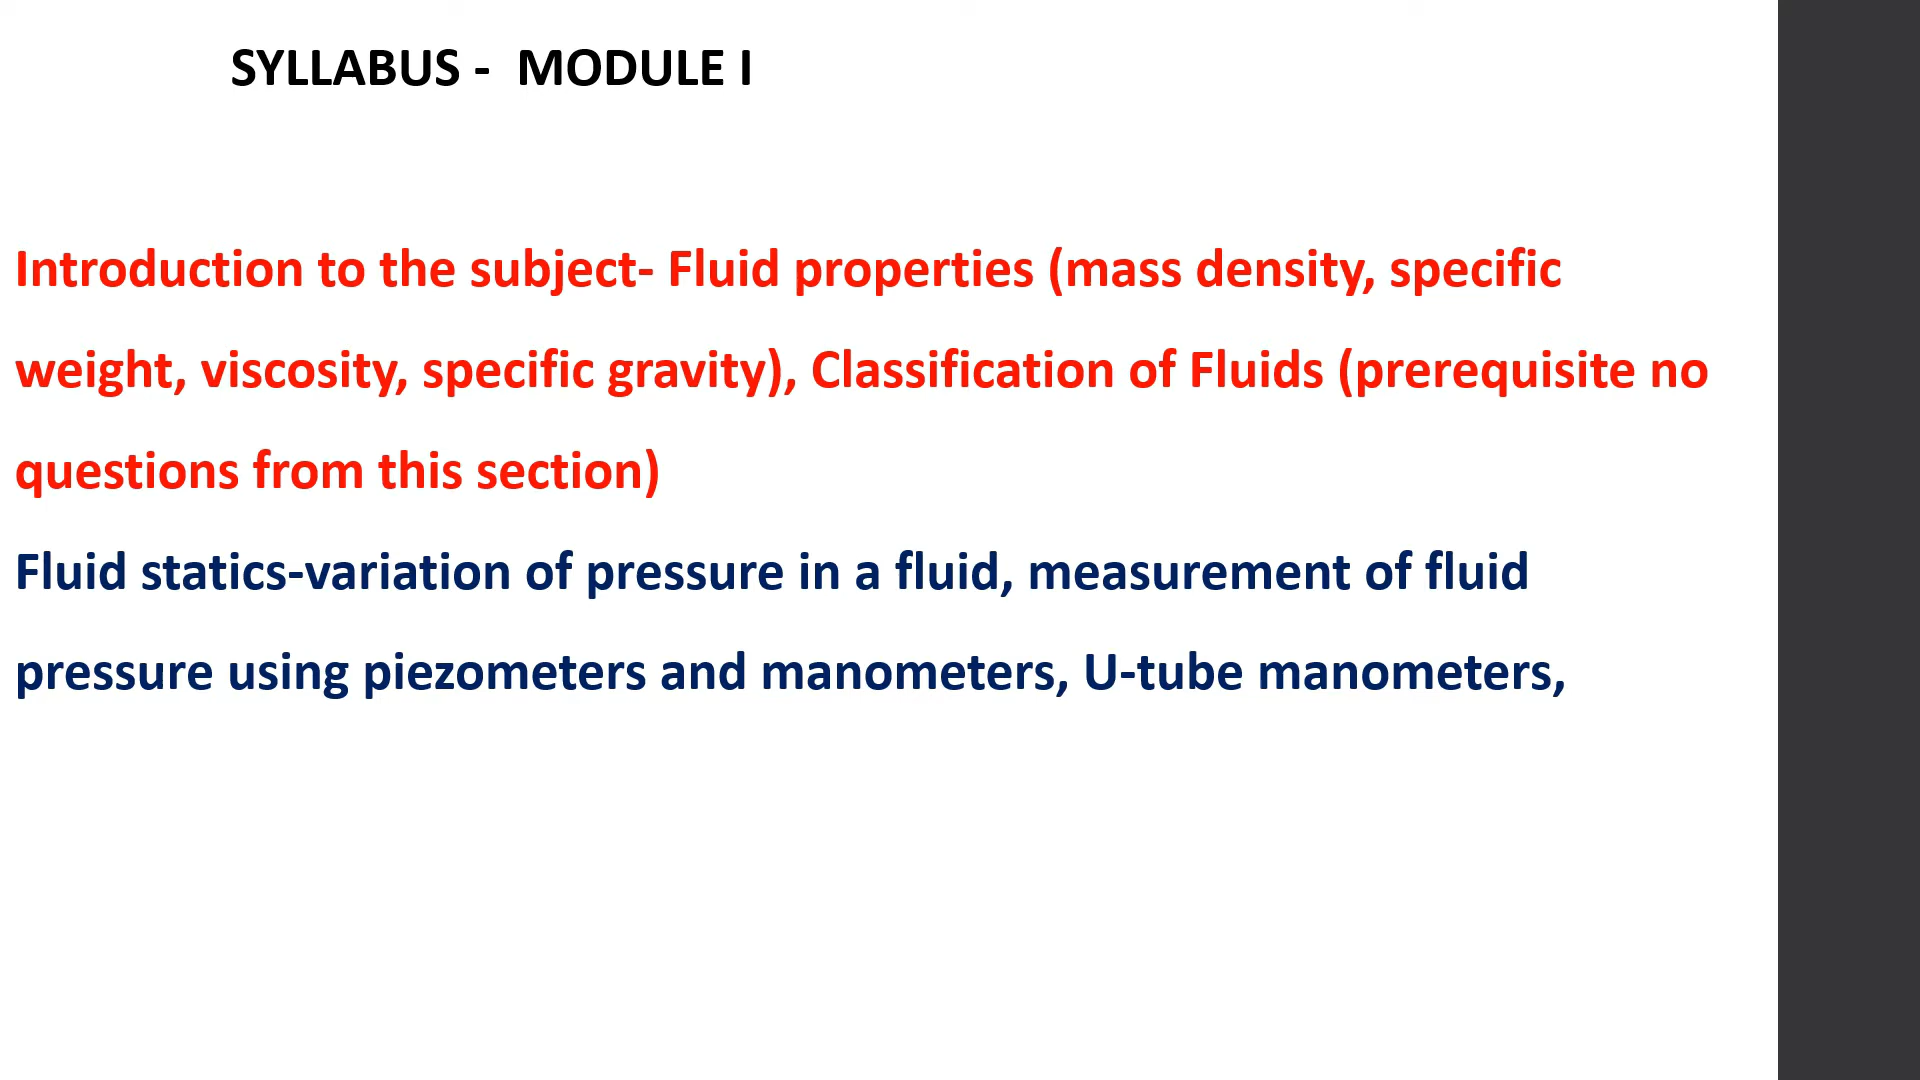 SYLLABUS - MODULE I
Introduction to the subject- Fluid properties (mass density, specific
weight, viscosity, specific gravity), Classification of Fluids (prerequisite no
questions from this section)
Fluid statics-variation of pressure in a fluid, measurement of fluid
pressure using piezometers and manometers, U-tube manometers,